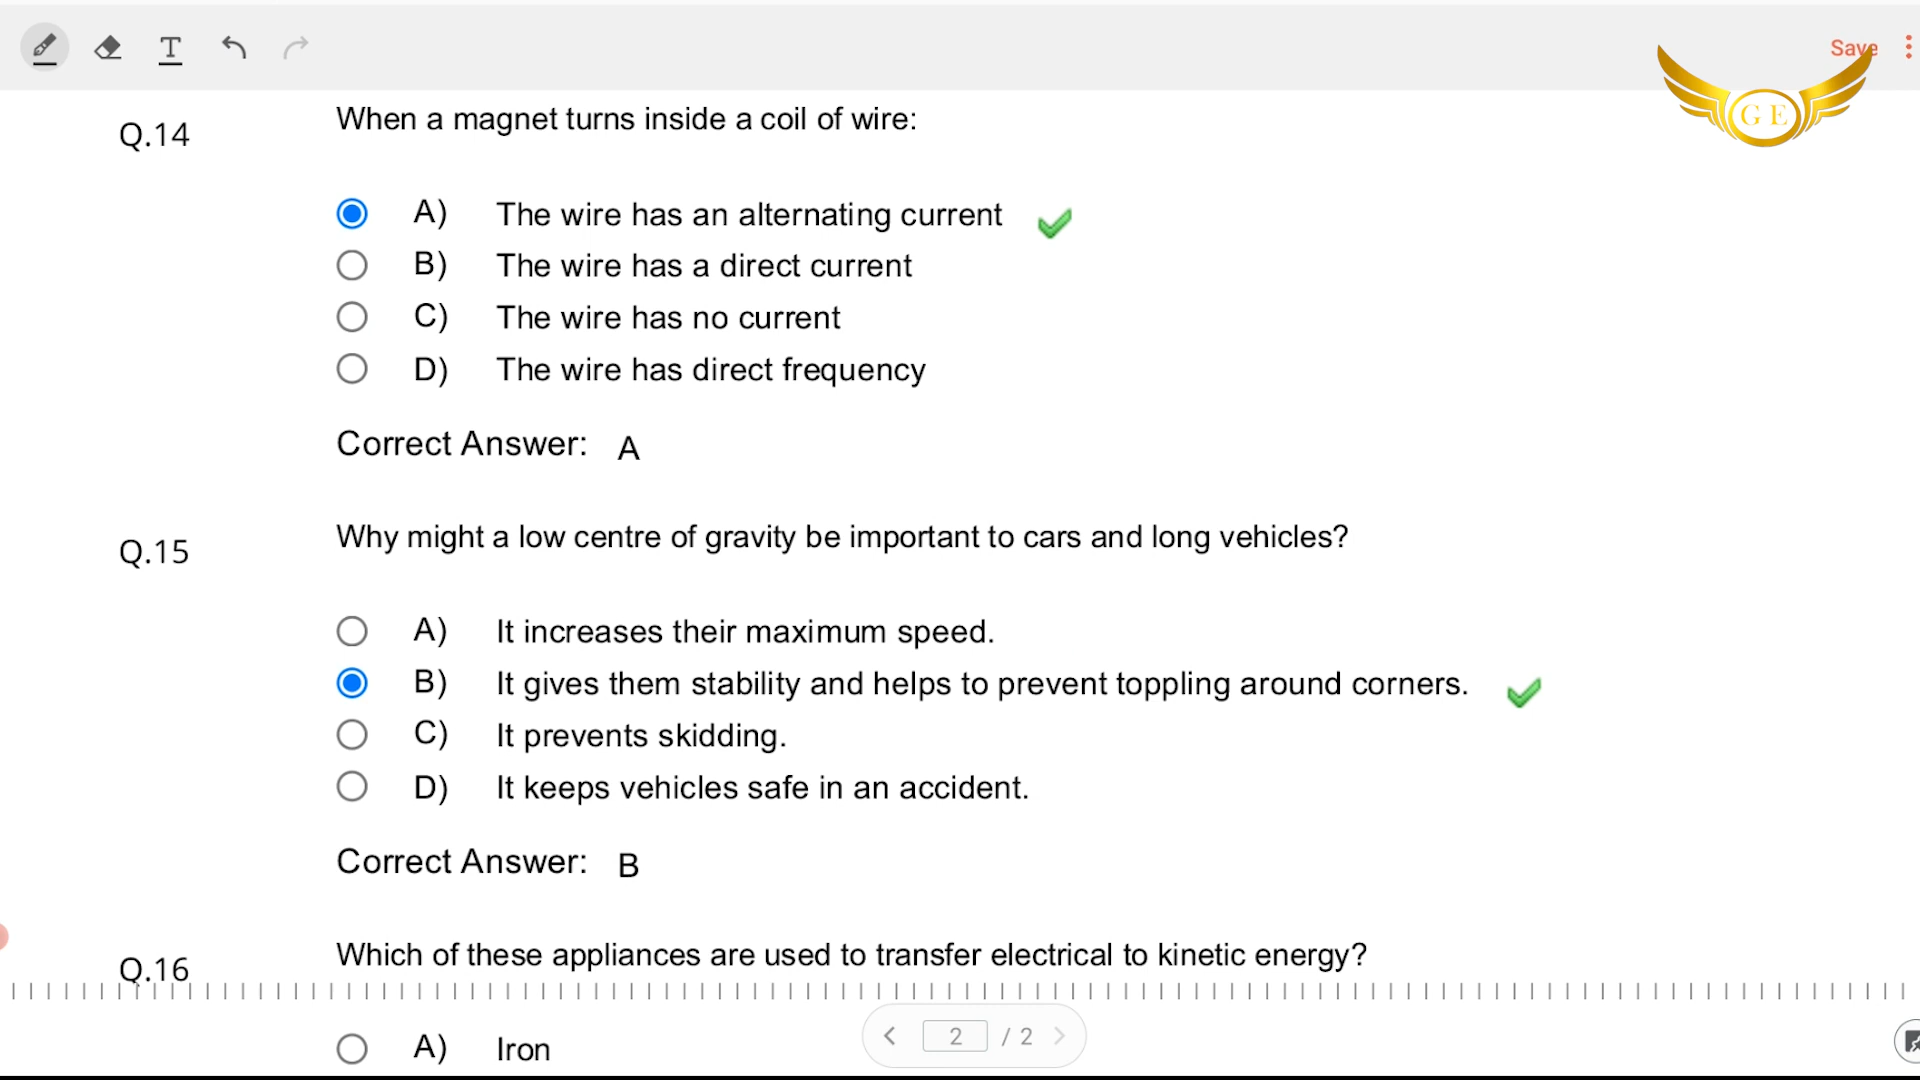 Save
G E
Q.14
When a magnet turns inside a coil of wire:
A) The wire has an alternating current
B) The wire has a direct current
C) The wire has no current
D) The wire has direct frequency
Correct Answer: A
Q.15
Why might a low centre of gravity be important to cars and long vehicles?
A) It increases their maximum speed.
B) It gives them stability and helps to prevent toppling around corners.
C) It prevents skidding.
D) It keeps vehicles safe in an accident.
Correct Answer: B
Q.16
Which of these appliances are used to transfer electrical to kinetic energy?
A) Iron
2 / 2